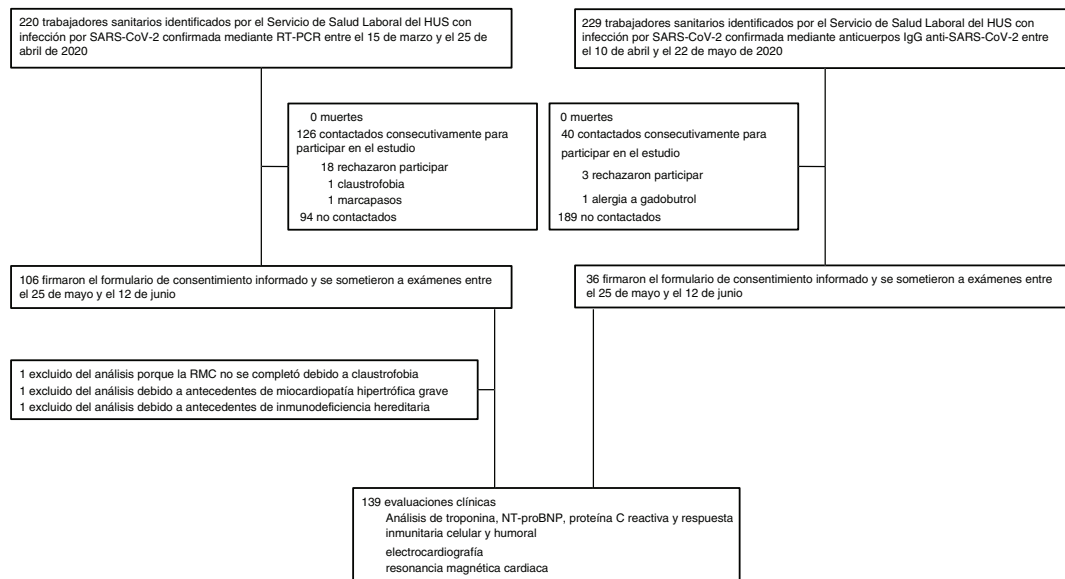 220 trabajadores sanitarios identificados por el Servicio de Salud Laboral del HUS con
infección por SARS-CoV-2 confirmada mediante RT-PCR entre el 15 de marzo y el 25 de
abril de 2020
229 trabajadores sanitarios identificados por el Servicio de Salud Laboral del HUS con
infección por SARS-CoV-2 confirmada mediante anticuerpos IgG anti-SARS-CoV-2 entre
el 10 de abril y el 22 de mayo de 2020
0 muertes
126 contactados consecutivamente para
participar en el estudio
18 rechazaron participar
1 claustrofobia
1 marcapasos
94 no contactados
0 muertes
40 contactados consecutivamente para
participar en el estudio
3 rechazaron participar
1 alergia a gadobutrol
189 no contactados
106 firmaron el formulario de consentimiento informado y se sometieron a exámenes entre
el 25 de mayo y el 12 de junio
36 firmaron el formulario de consentimiento informado y se sometieron a exámenes entre
el 25 de mayo y el 12 de junio
1 excluido del análisis porque la RMC no se completó debido a claustrofobia
1 excluido del análisis debido a antecedentes de miocardiopatía hipertrófica grave
1 excluido del análisis debido a antecedentes de inmunodeficiencia hereditaria
139 evaluaciones clínicas
Análisis de troponina, NT-proBNP, proteína C reactiva y respuesta
inmunitaria celular y humoral
electrocardiografía
resonancia magnética cardiaca